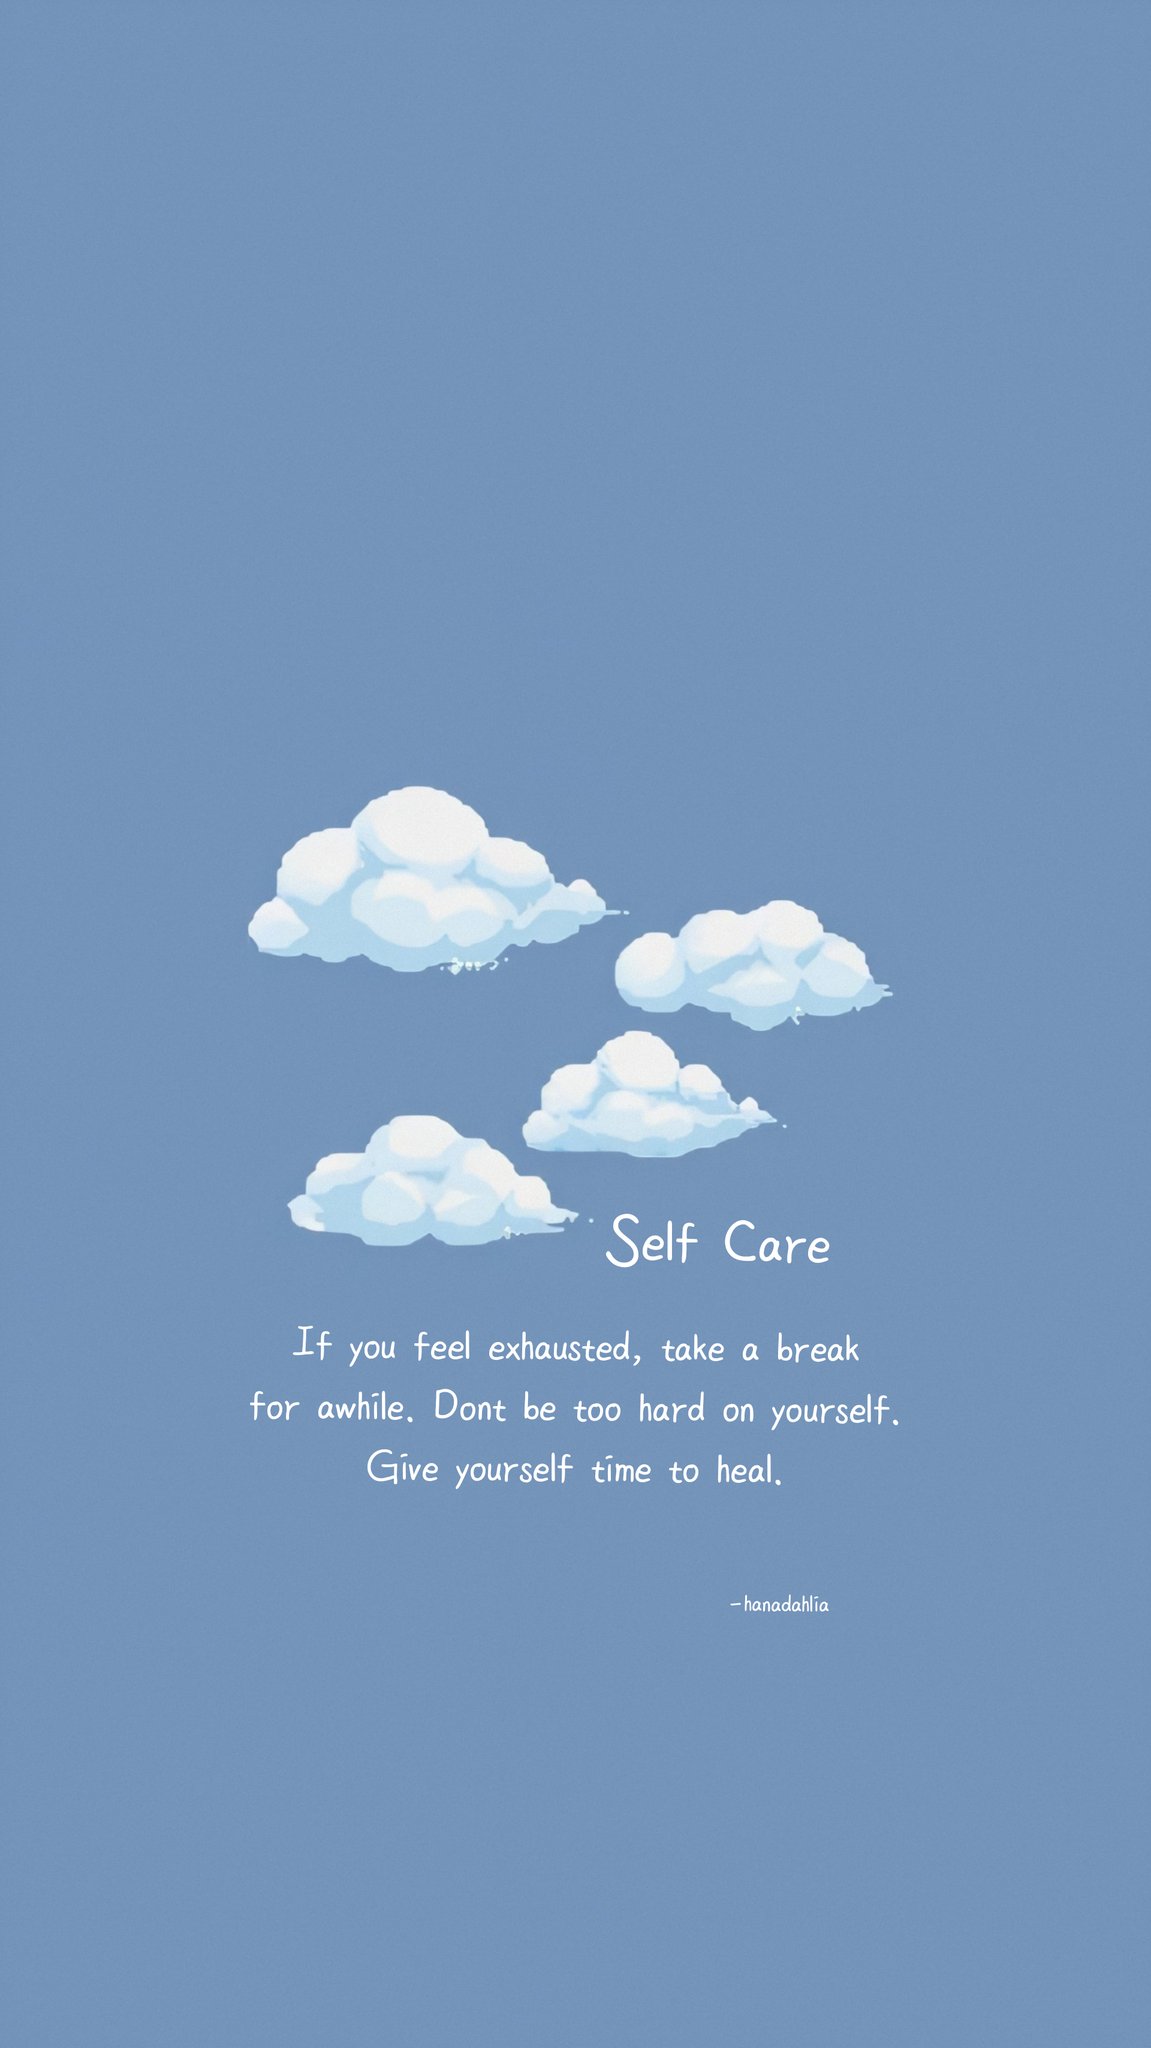 Self Care
If you feel exhausted, take a break
for awhile. Dont be too hard on yourself.
Give yourself time to heal.
-hanadahlia